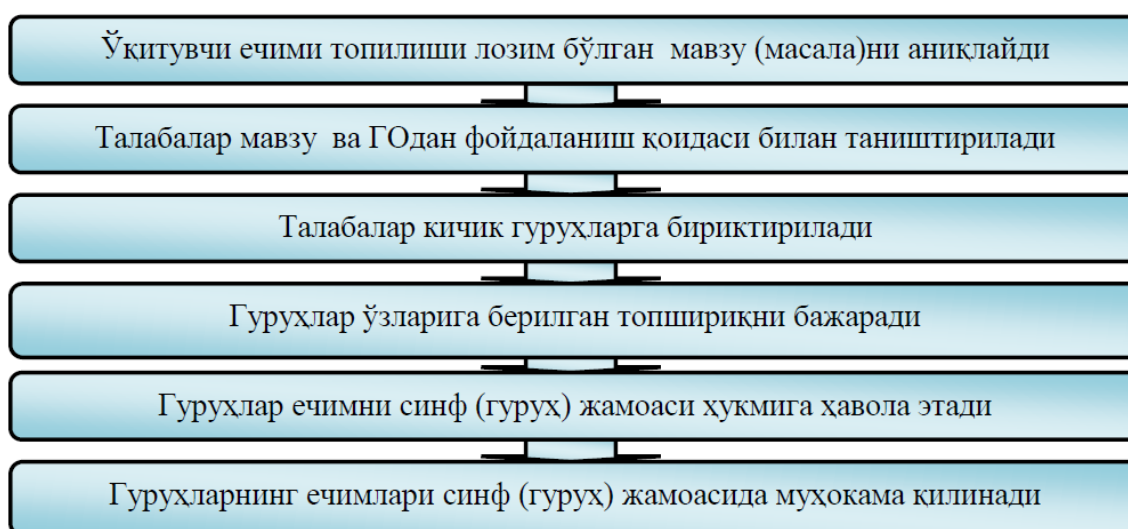 Ўқитувчи ечими топилиши лозим бўлган мавзу (масала)ни аниқлайди
Талабалар мавзу ва ГОдан фойдаланиш қоидаси билан таништирилади
Талабалар кичик гуруҳларга бириктирилади
Гуруҳлар ўзларига берилган топшириқни бажаради
Гуруҳлар ечимни синф (гуруҳ) жамоаси ҳукмига ҳавола этади
Гуруҳларнинг ечимлари синф (гуруҳ) жамоасида муҳокама қилинади